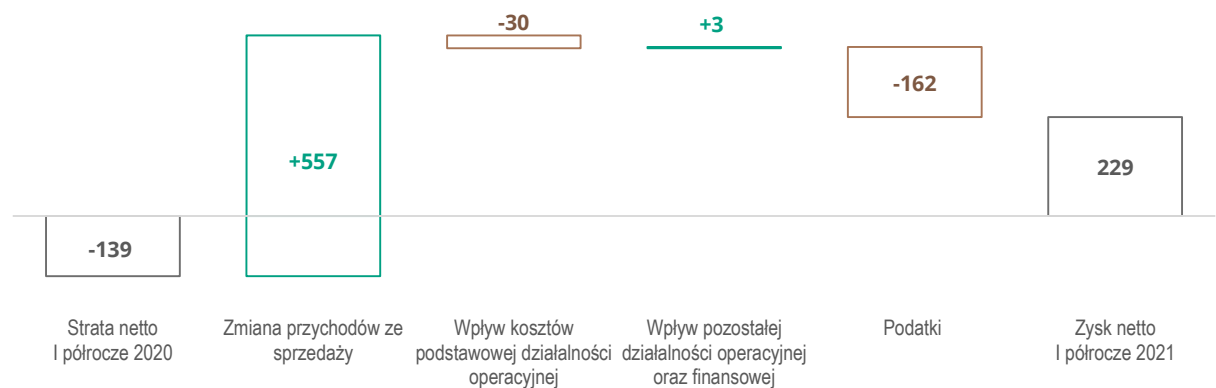 -30
+3
-162
+557
229
-139
Strata netto
I półrocze 2020
Zmiana przychodów ze
sprzedaży
Wpływ kosztów
podstawowej działalności
operacyjnej
Wpływ pozostałej
działalności operacyjnej
oraz finansowej
Podatki
Zysk netto
I półrocze 2021